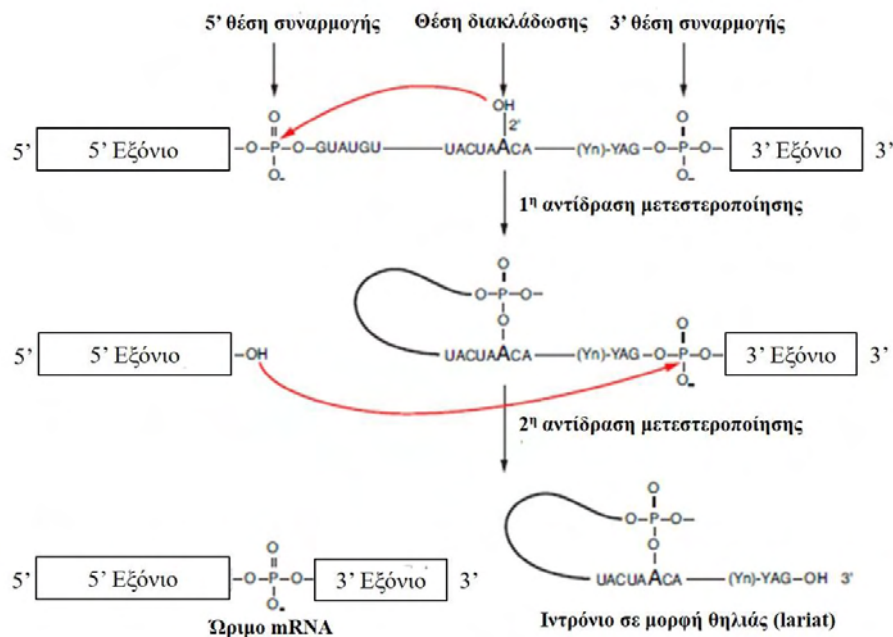 5’ θέση συναρμογής Θέση διακλάδωσης 3’ θέση συναρμογής
O OH O
2’
5’ 5’ Εξόνιο –O–P–O–GUAUGU UACUAACA (Yn)-YAG–O–P–O– 3’ Εξόνιο 3’
O- O-
1η αντίδραση μετεστεροποίησης
O
–O–P–O–
O
5’ 5’ Εξόνιο –OH UACUAACA (Yn)-YAG–O–P–O– 3’ Εξόνιο 3’
O
O-
2η αντίδραση μετεστεροποίησης
O
–O–P–O–
O
UACUAACA (Yn)-YAG–OH 3’
O
5’ 5’ Εξόνιο –O–P–O– 3’ Εξόνιο 3’
O-
Ώριμο mRNA Ιντρόνιο σε μορφή θηλιάς (lariat)